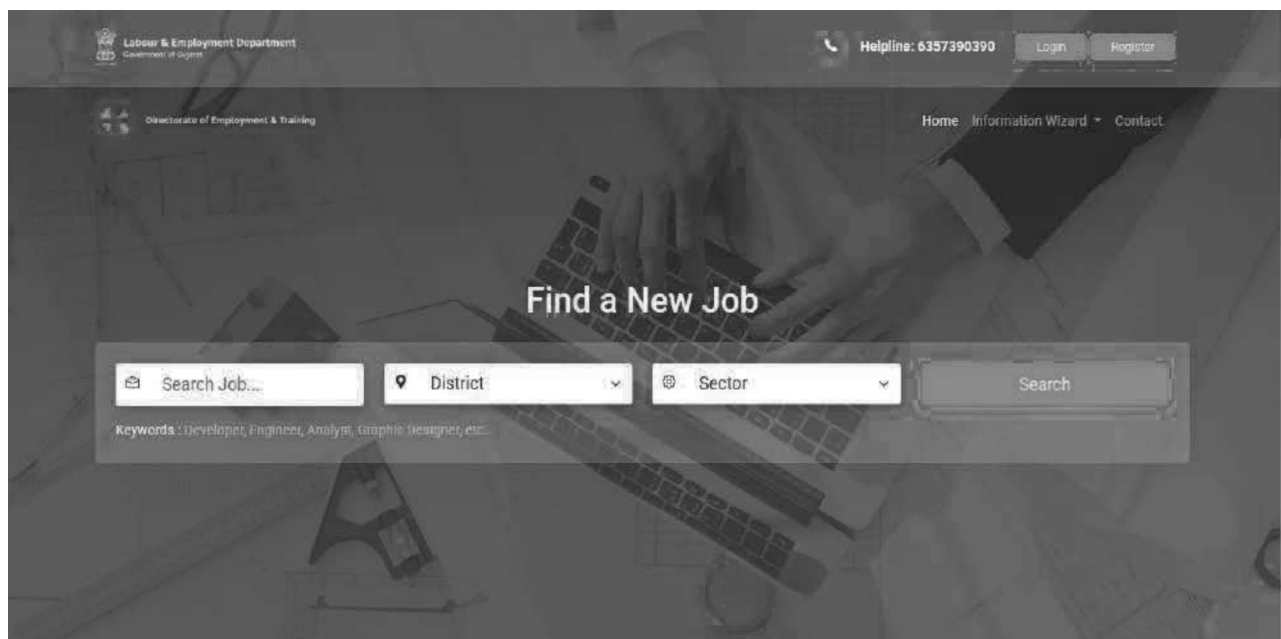 Labour & Employment Department
Government of Gujarat
Helpline: 6357390390
Login
Register
Directorate of Employment & Training
Home
Information Wizard
Contact
Find a New Job
Search Job...
District
Sector
Search
Keywords : Developer, Engineer, Analyst, Graphic Designer, etc...